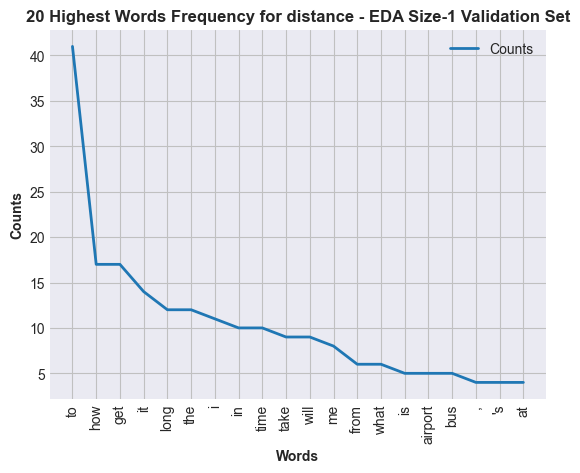 20 Highest Words Frequency for distance - EDA Size-1 Validation Set
Counts
40
35
30
25
20
15
10
5
Counts
to
how
get
it
long
the
i
in
time
take
will
me
from
what
is
airport
bus
,
's
at
Words